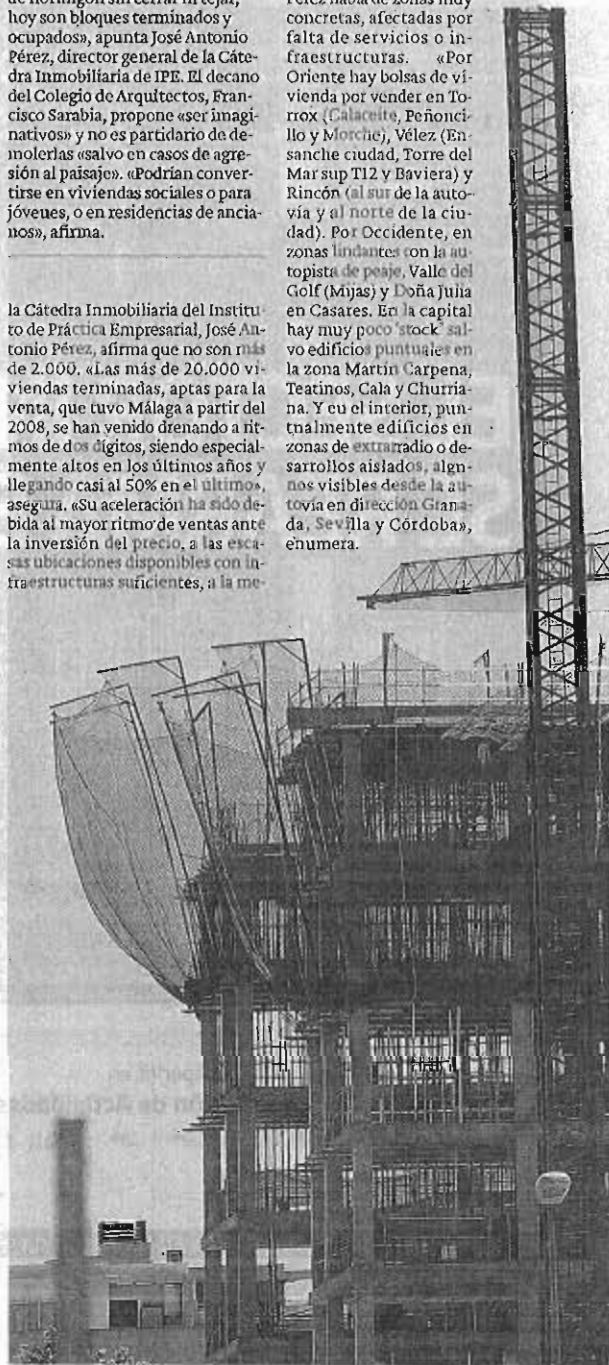 de hormigón sin cerrar ni tejar,
hoy son bloques terminados y
ocupados», apunta José Antonio
Pérez, director general de la Cáte-
dra Inmobiliaria de IPE. El decano
del Colegio de Arquitectos, Fran-
cisco Sarabia, propone «ser imagi-
nativos» y no es partidario de de-
molerlas «salvo en casos de agre-
sión al paisaje». «Podrían conver-
tirse en viviendas sociales o para
jóvenes, o en residencias de ancia-
nos», afirma.
la Cátedra Inmobiliaria del Institu-
to de Práctica Empresarial, José An-
tonio Pérez, afirma que no son más
de 2.000. «Las más de 20.000 vi-
viendas terminadas, aptas para la
venta, que tuvo Málaga a partir del
2008, se han venido drenando a rit-
mos de dos dígitos, siendo especial-
mente altos en los últimos años y
llegando casi al 50% en el último»,
asegura. «Su aceleración ha sido de-
bida al mayor ritmo de ventas ante
la inversión del precio, a las esca-
sas ubicaciones disponibles con in-
fraestructuras suficientes, a la me-
Pérez habla de zonas muy
concretas, afectadas por
falta de servicios o in-
fraestructuras. «Por
Oriente hay bolsas de vi-
vienda por vender en To-
rrox (Calaceite, Peñonci-
llo y Morche), Vélez (En-
sanche ciudad, Torre del
Mar sup T12 y Baviera) y
Rincón (al sur de la auto-
vía y al norte de la ciu-
dad). Por Occidente, en
zonas lindantes con la au-
topista de peaje, Valle del
Golf (Mijas) y Doña Julia
en Casares. En la capital
hay muy poco 'stock' sal-
vo edificios puntuales en
la zona Martín Carpena,
Teatinos, Cala y Churria-
na. Y en el interior, pun-
tualmente edificios en
zonas de extrarradio o de-
sarrollos aislados, algu-
nos visibles desde la au-
tovía en dirección Grana-
da, Sevilla y Córdoba»,
enumera.